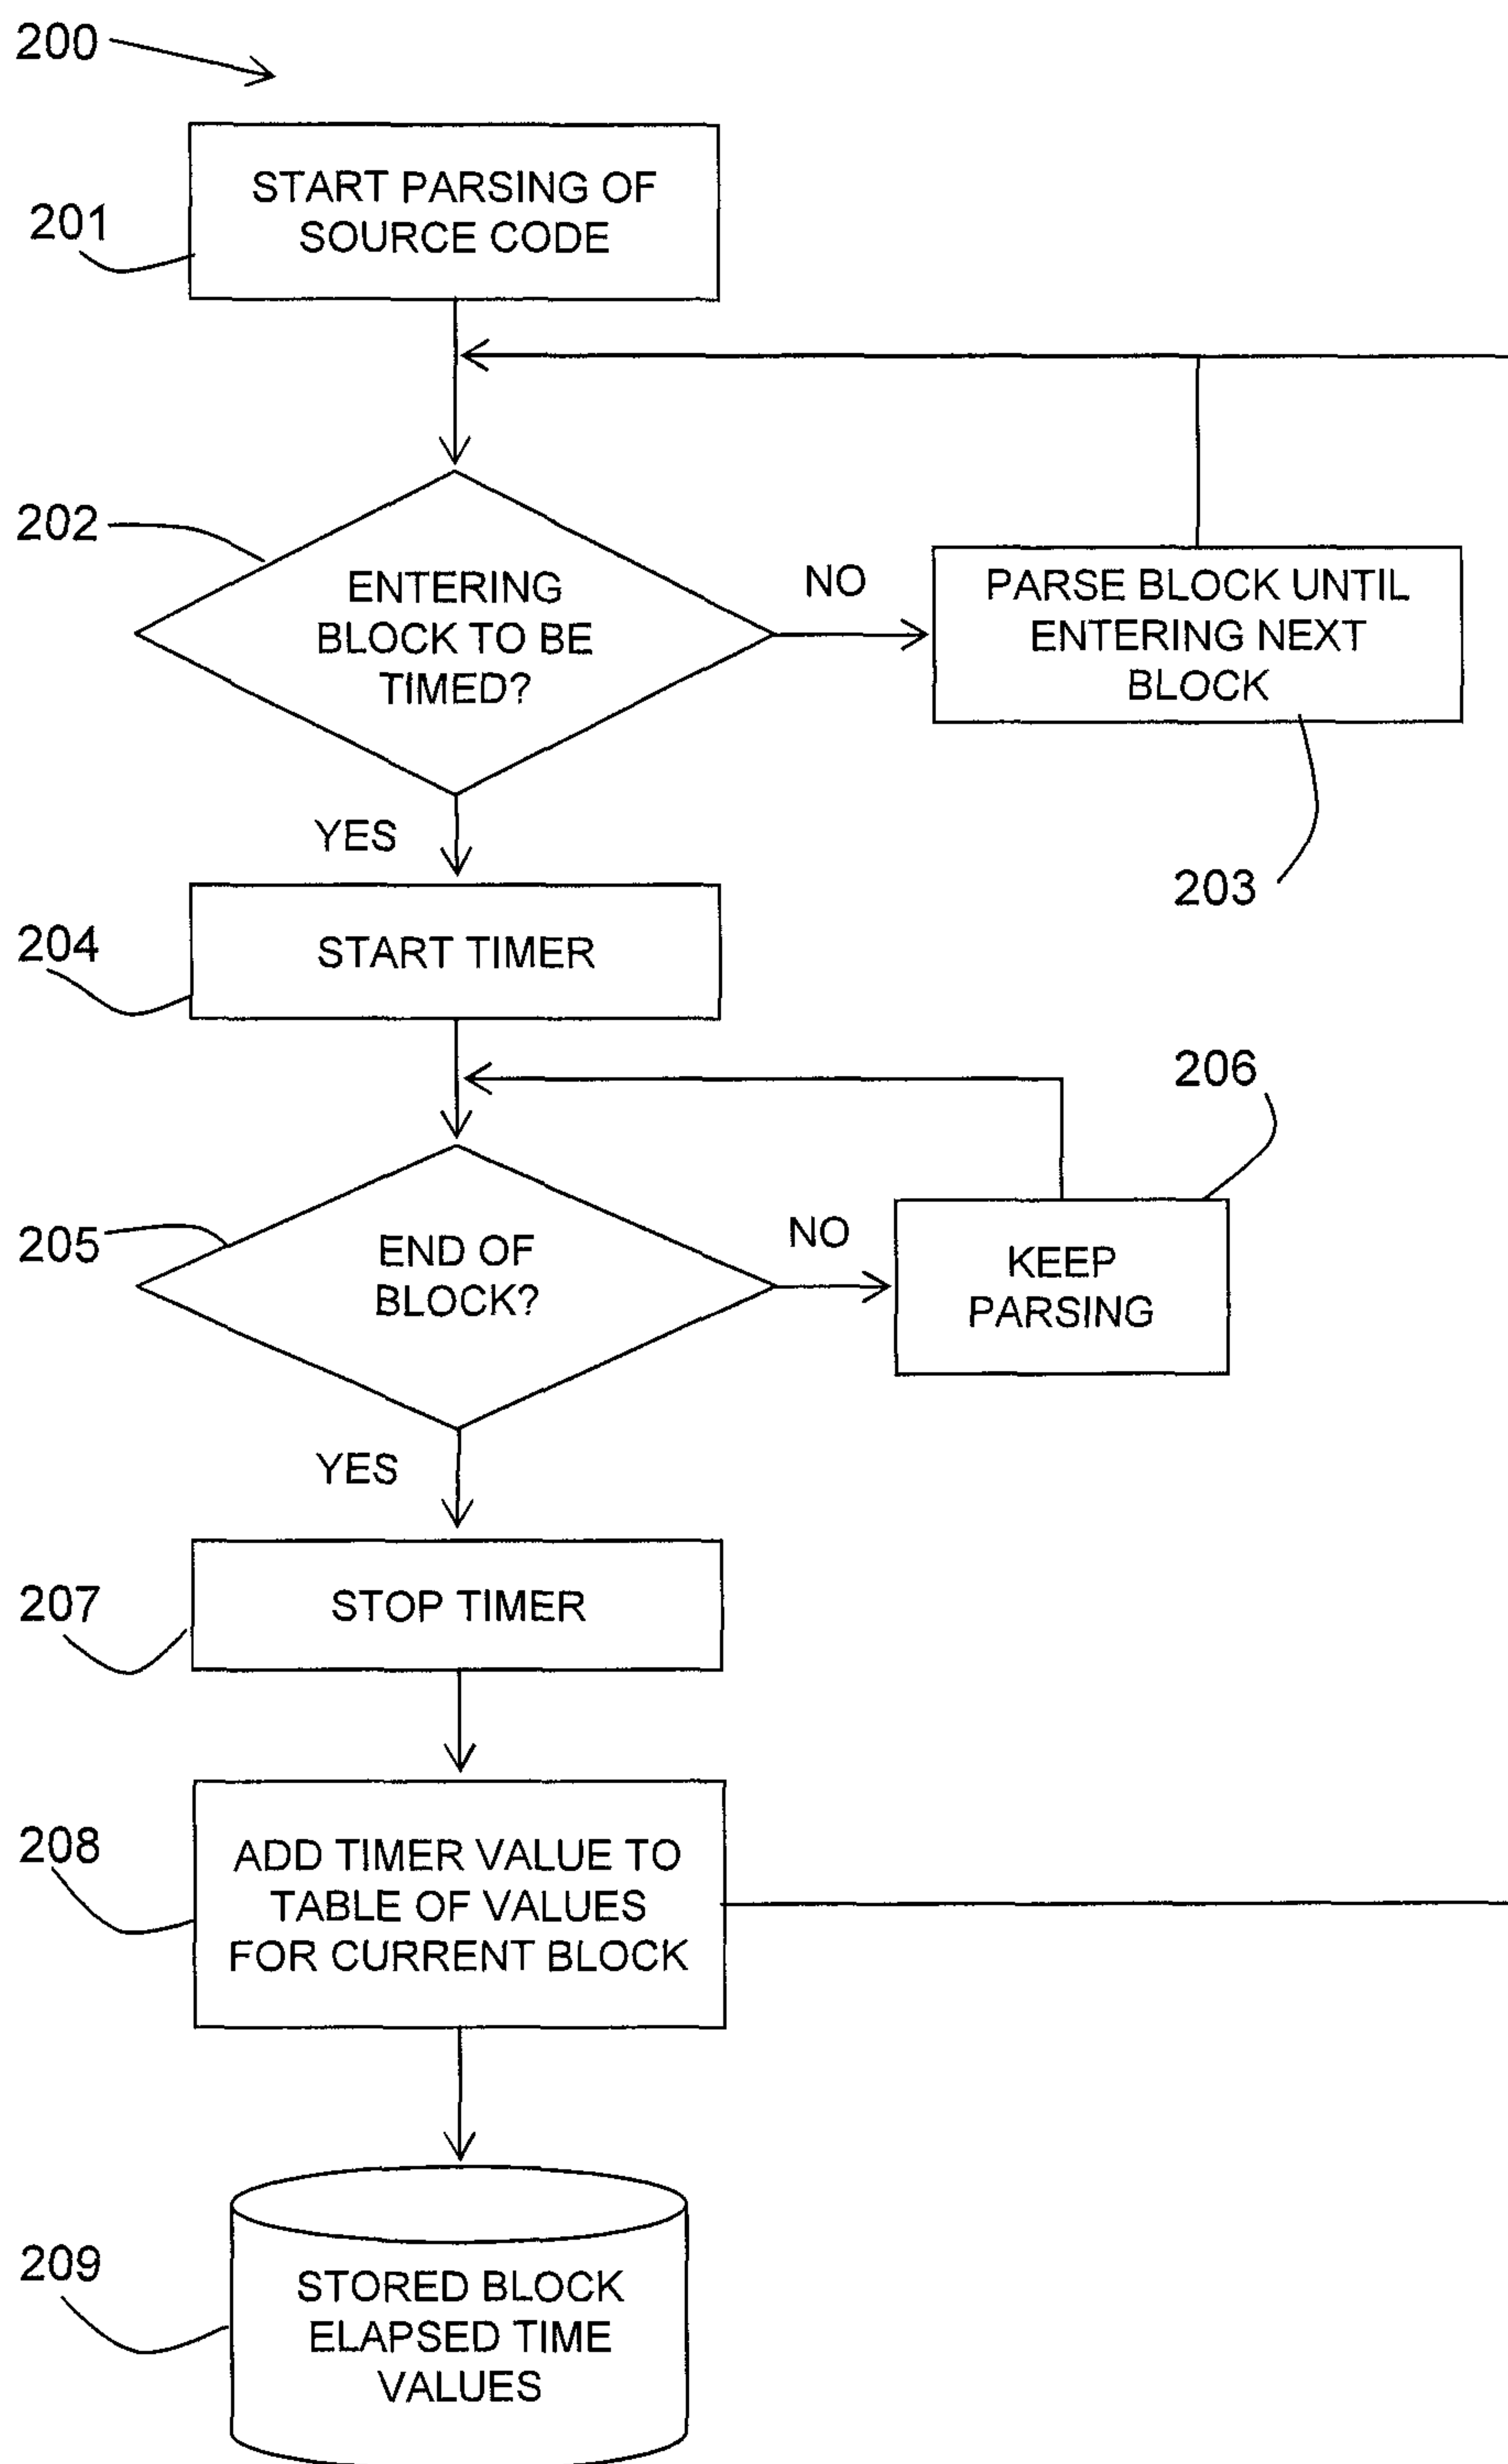 200
START PARSING OF
SOURCE CODE
201
202
ENTERING
BLOCK TO BE
TIMED?
NO
PARSE BLOCK UNTIL
ENTERING NEXT
BLOCK
203
YES
204
START TIMER
206
205
END OF
BLOCK?
NO
KEEP
PARSING
YES
207
STOP TIMER
208
ADD TIMER VALUE TO
TABLE OF VALUES
FOR CURRENT BLOCK
209
STORED BLOCK
ELAPSED TIME
VALUES